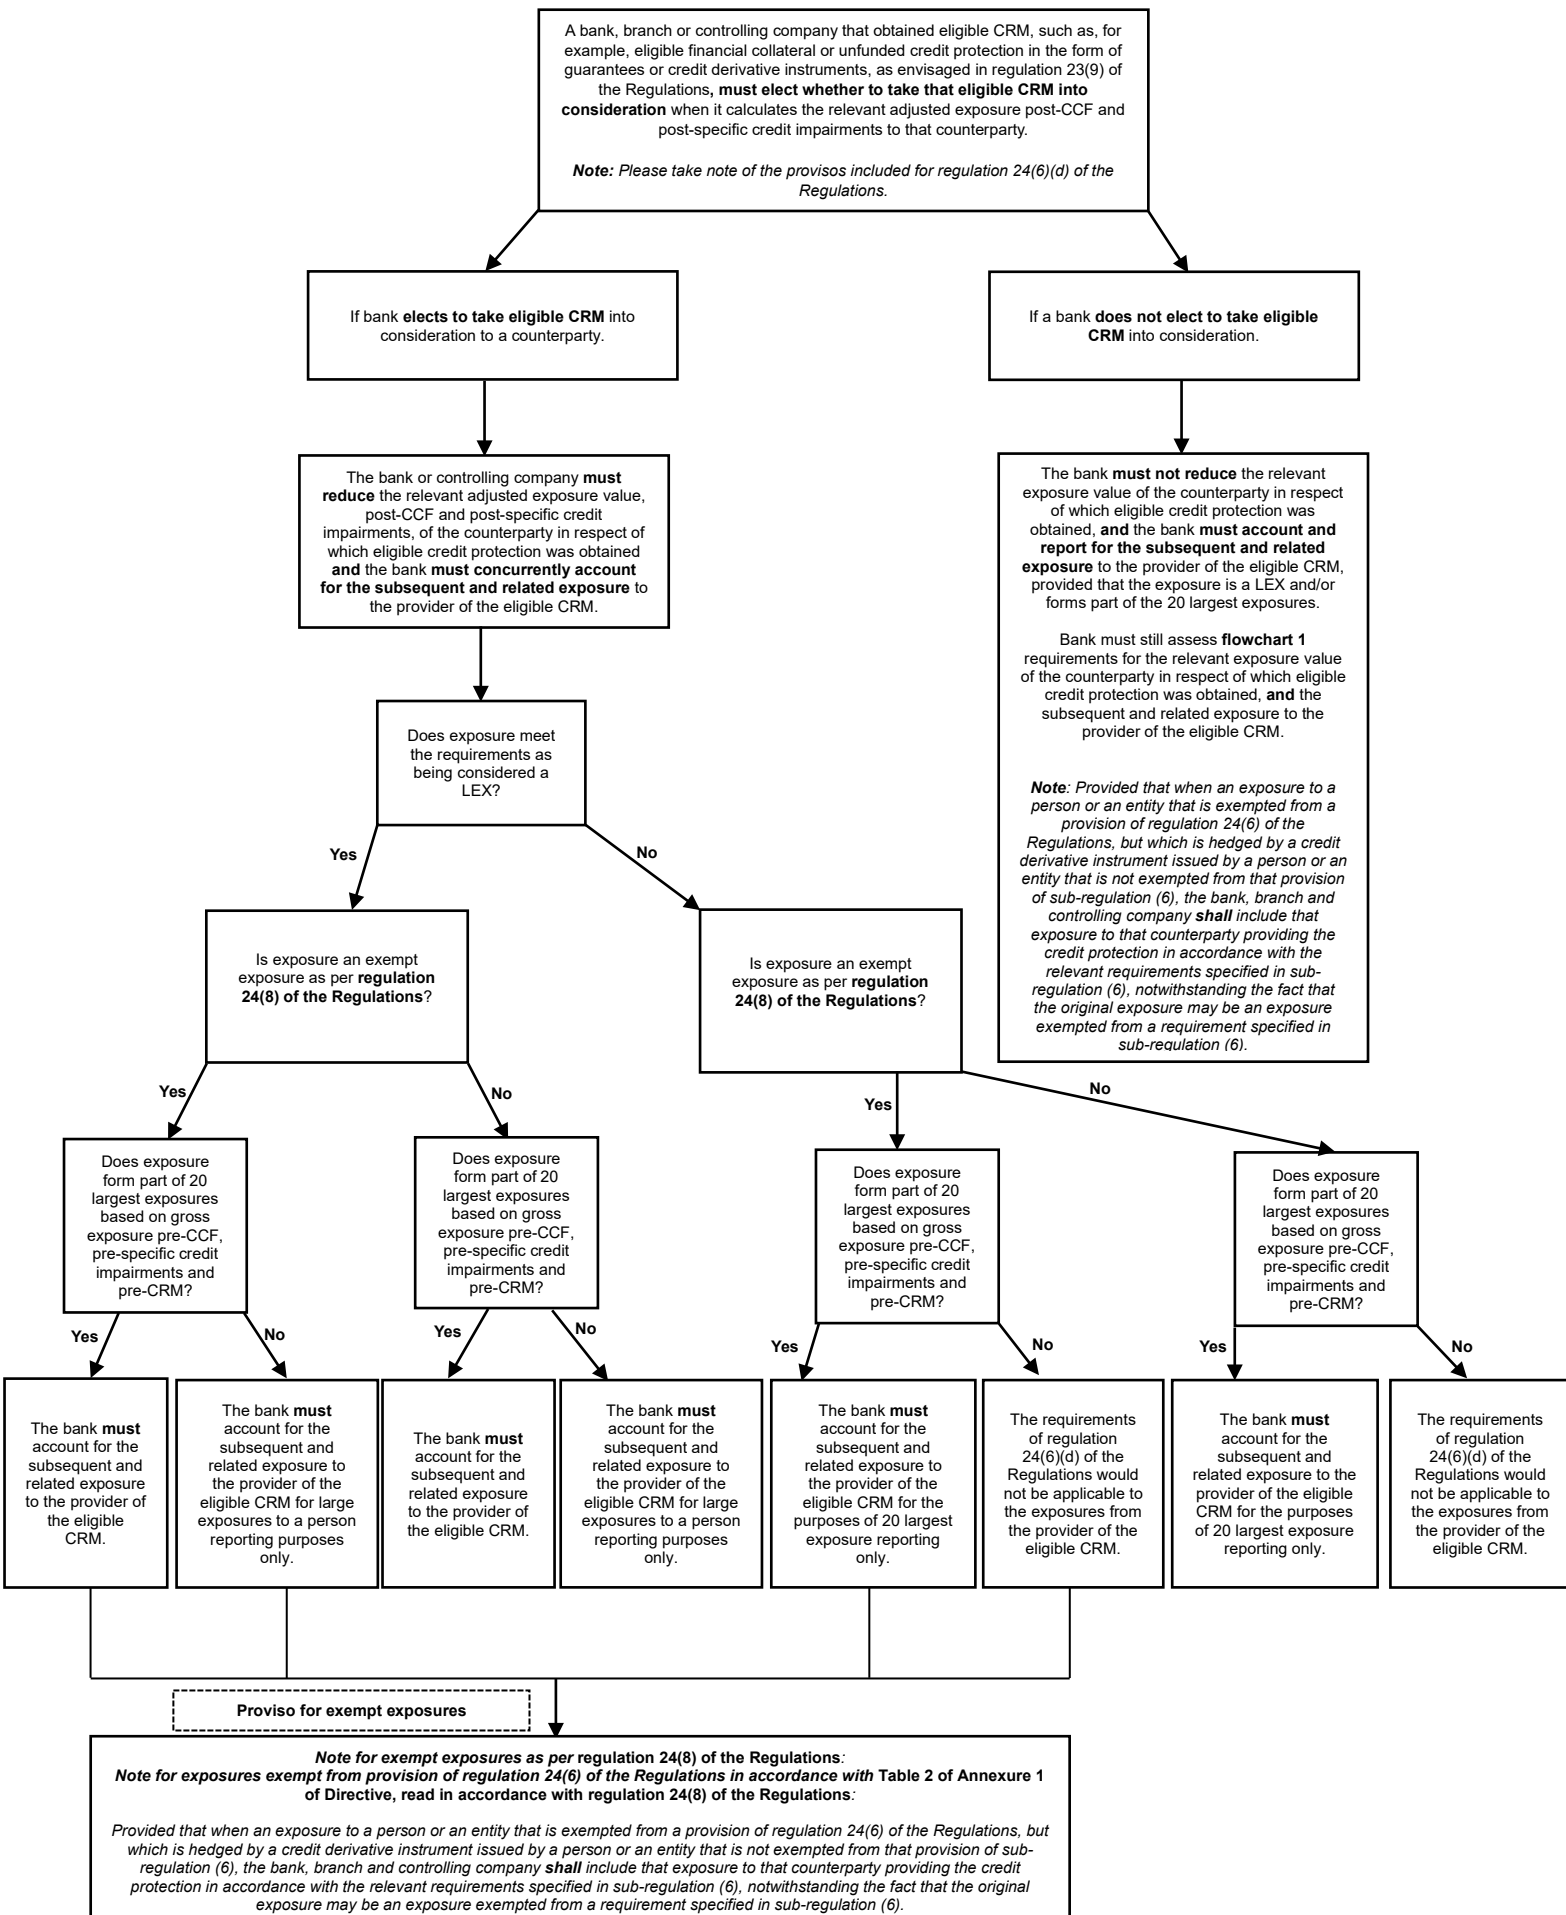 A bank, branch or controlling company that obtained eligible CRM, such as, for
example, eligible financial collateral or unfunded credit protection in the form of
guarantees or credit derivative instruments, as envisaged in regulation 23(9) of
the Regulations, must elect whether to take that eligible CRM into
consideration when it calculates the relevant adjusted exposure post-CCF and
post-specific credit impairments to that counterparty.
Note: Please take note of the provisos included for regulation 24(6)(d) of the
Regulations.
If bank elects to take eligible CRM into
consideration to a counterparty.
If a bank does not elect to take eligible
CRM into consideration.
The bank or controlling company must
reduce the relevant adjusted exposure value,
post-CCF and post-specific credit
impairments, of the counterparty in respect of
which eligible credit protection was obtained
and the bank must concurrently account
for the subsequent and related exposure to
the provider of the eligible CRM.
The bank must not reduce the relevant
exposure value of the counterparty in respect
of which eligible credit protection was
obtained, and the bank must account and
report for the subsequent and related
exposure to the provider of the eligible CRM,
provided that the exposure is a LEX and/or
forms part of the 20 largest exposures.
Bank must still assess flowchart 1
requirements for the relevant exposure value
of the counterparty in respect of which eligible
credit protection was obtained, and the
subsequent and related exposure to the
provider of the eligible CRM.
Note: Provided that when an exposure to a
person or an entity that is exempted from a
provision of regulation 24(6) of the
Regulations, but which is hedged by a credit
derivative instrument issued by a person or an
entity that is not exempted from that provision
of sub-regulation (6), the bank, branch and
controlling company shall include that
exposure to that counterparty providing the
credit protection in accordance with the
relevant requirements specified in sub-
regulation (6), notwithstanding the fact that
the original exposure may be an exposure
exempted from a requirement specified in
sub-regulation (6).
Does exposure meet
the requirements as
being considered a
LEX?
Yes
No
Is exposure an exempt
exposure as per regulation
24(8) of the Regulations?
Is exposure an exempt
exposure as per regulation
24(8) of the Regulations?
Yes
No
Yes
No
Does exposure
form part of 20
largest exposures
based on gross
exposure pre-CCF,
pre-specific credit
impairments and
pre-CRM?
Does exposure
form part of 20
largest exposures
based on gross
exposure pre-CCF,
pre-specific credit
impairments and
pre-CRM?
Does exposure
form part of 20
largest exposures
based on gross
exposure pre-CCF,
pre-specific credit
impairments and
pre-CRM?
Does exposure
form part of 20
largest exposures
based on gross
exposure pre-CCF,
pre-specific credit
impairments and
pre-CRM?
Yes
No
Yes
No
Yes
No
Yes
No
The bank must
account for the
subsequent and
related exposure
to the provider of
the eligible
CRM.
The bank must
account for the
subsequent and
related exposure to
the provider of the
eligible CRM for large
exposures to a person
reporting purposes
only.
The bank must
account for the
subsequent and
related exposure
to the provider of
the eligible CRM.
The bank must
account for the
subsequent and
related exposure to
the provider of the
eligible CRM for large
exposures to a person
reporting purposes
only.
The bank must
account for the
subsequent and
related exposure to
the provider of the
eligible CRM for the
purposes of 20 largest
exposure reporting
only.
The requirements
of regulation
24(6)(d) of the
Regulations would
not be applicable to
the exposures from
the provider of the
eligible CRM.
The bank must
account for the
subsequent and
related exposure to the
provider of the eligible
CRM for the purposes
of 20 largest exposure
reporting only.
The requirements
of regulation
24(6)(d) of the
Regulations would
not be applicable to
the exposures from
the provider of the
eligible CRM.
Proviso for exempt exposures
Note for exempt exposures as per regulation 24(8) of the Regulations:
Note for exposures exempt from provision of regulation 24(6) of the Regulations in accordance with Table 2 of Annexure 1
of Directive, read in accordance with regulation 24(8) of the Regulations:
Provided that when an exposure to a person or an entity that is exempted from a provision of regulation 24(6) of the Regulations, but
which is hedged by a credit derivative instrument issued by a person or an entity that is not exempted from that provision of sub-
regulation (6), the bank, branch and controlling company shall include that exposure to that counterparty providing the credit
protection in accordance with the relevant requirements specified in sub-regulation (6), notwithstanding the fact that the original
exposure may be an exposure exempted from a requirement specified in sub-regulation (6).